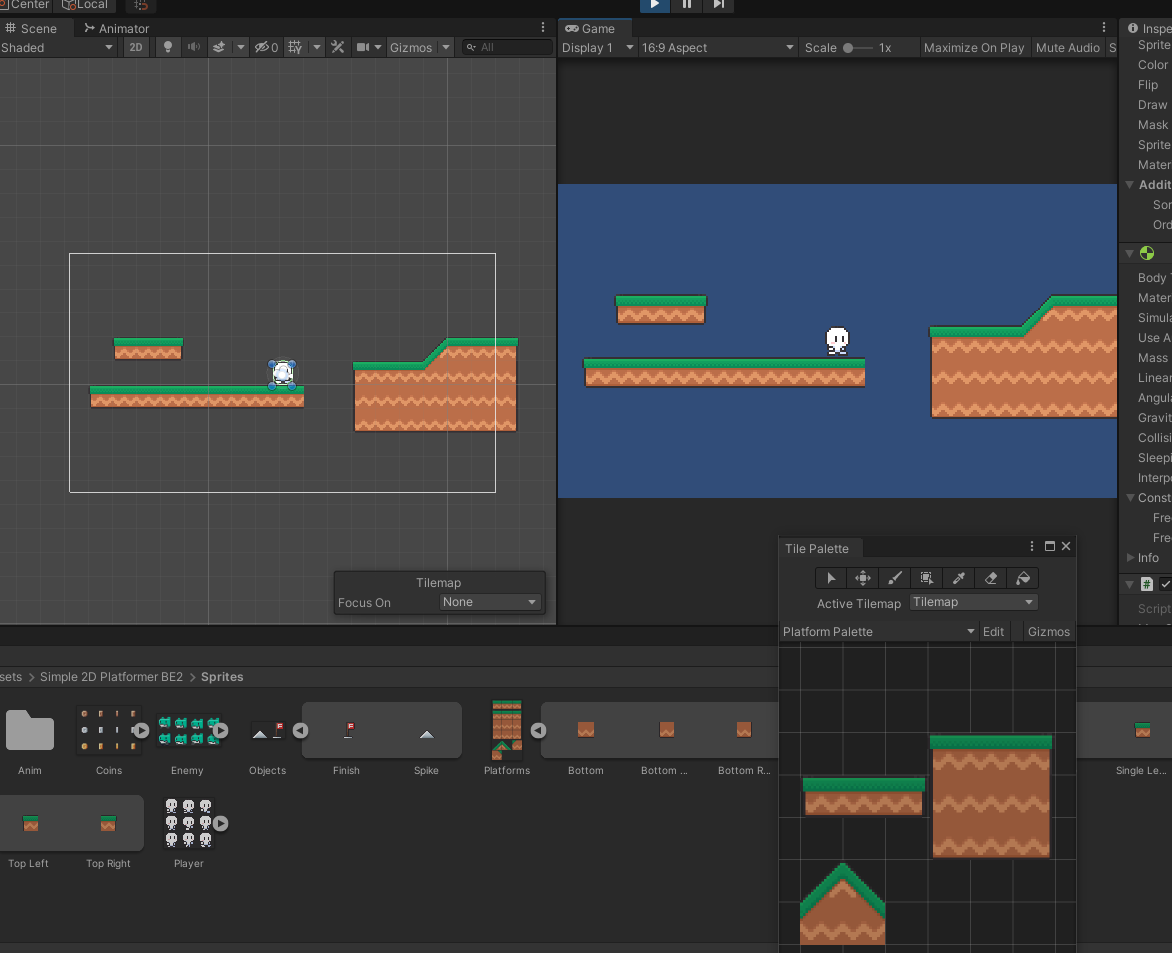 Center Local
Scene Animator
Shaded 2D 0 Gizmos All
Game
Display 1 16:9 Aspect Scale 1x Maximize On Play Mute Audio S
Inspe
Sprite
Color
Flip
Draw
Mask
Sprite
Mater
Addit
Sor
Ord
Body T
Mater
Simula
Use A
Mass
Linear
Angula
Gravit
Collisi
Sleepi
Interpo
Const
Fre
Fre
Info
#
Script
Tilemap
Focus On None
Tile Palette
Active Tilemap Tilemap
Platform Palette Edit Gizmos
sets > Simple 2D Platformer BE2 > Sprites
Anim Coins Enemy Objects Finish Spike Platforms Bottom Bottom ... Bottom R... Single Le...
Top Left Top Right Player